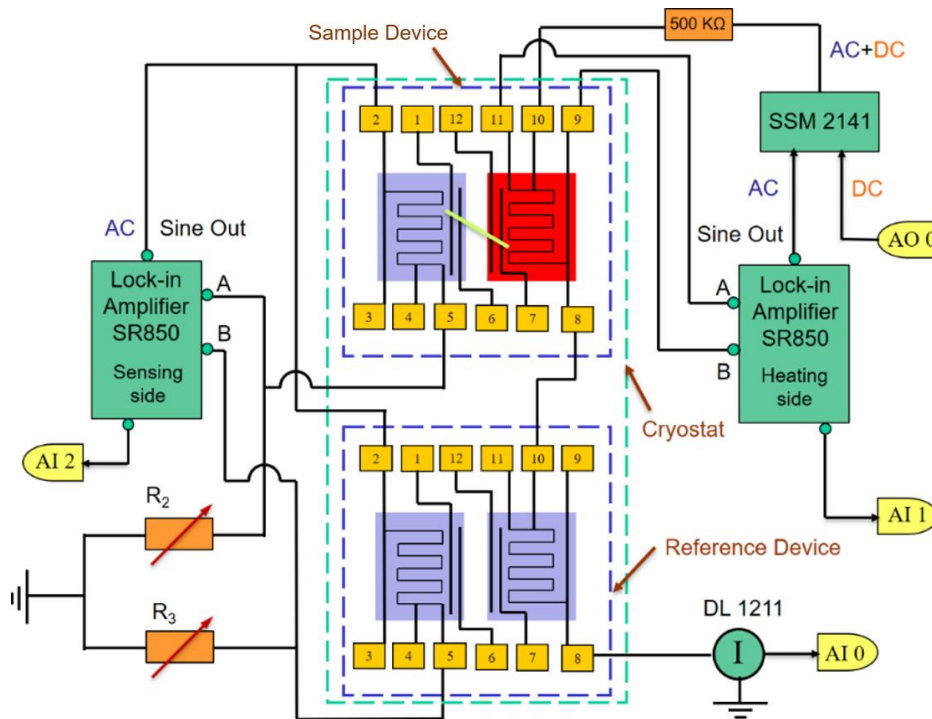 Sample Device
500 KΩ
AC+DC
SSM 2141
AC
DC
AO 0
2
1
12
11
10
9
AC
Sine Out
Sine Out
Lock-in
Amplifier
SR850
Sensing
side
A
B
A
B
Lock-in
Amplifier
SR850
Heating
side
3
4
5
6
7
8
Cryostat
AI 2
AI 1
2
1
12
11
10
9
R2
R3
Reference Device
DL 1211
I
AI 0
3
4
5
6
7
8